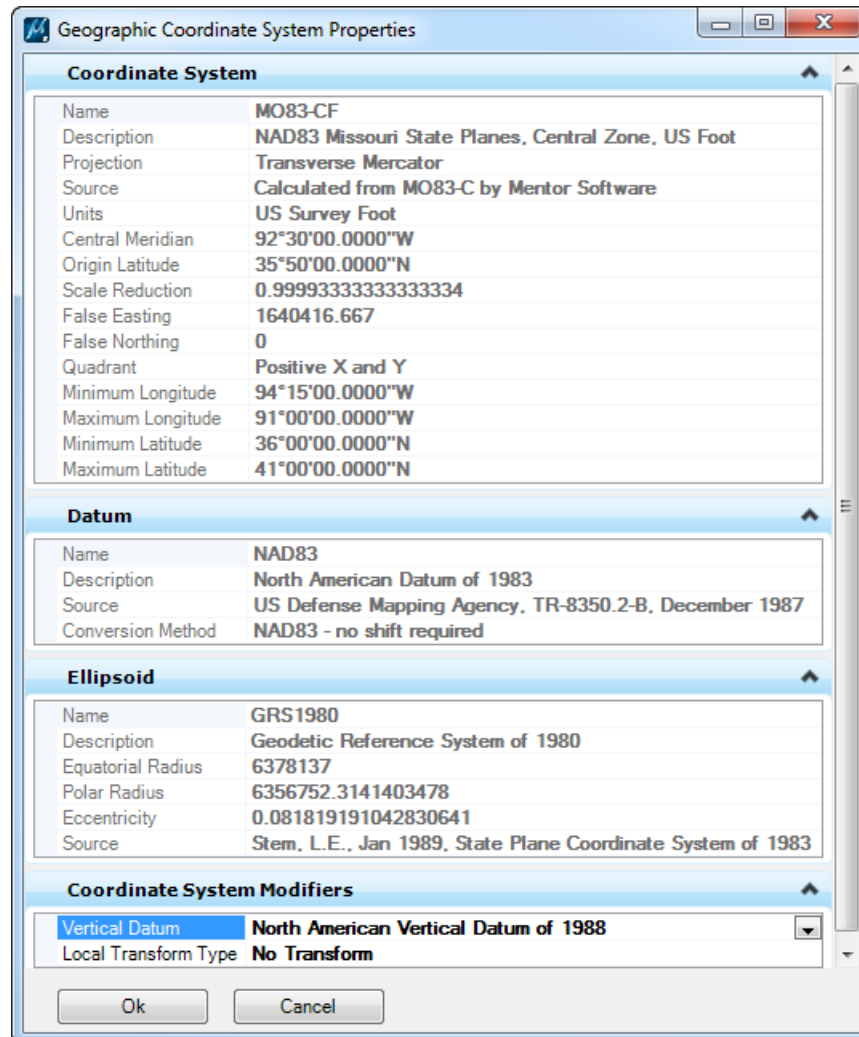 Geographic Coordinate System Properties
Coordinate System
Name MO83-CF
Description NAD83 Missouri State Planes, Central Zone, US Foot
Projection Transverse Mercator
Source Calculated from MO83-C by Mentor Software
Units US Survey Foot
Central Meridian 92°30'00.0000"W
Origin Latitude 35°50'00.0000"N
Scale Reduction 0.99993333333333334
False Easting 1640416.667
False Northing 0
Quadrant Positive X and Y
Minimum Longitude 94°15'00.0000"W
Maximum Longitude 91°00'00.0000"W
Minimum Latitude 36°00'00.0000"N
Maximum Latitude 41°00'00.0000"N
Datum
Name NAD83
Description North American Datum of 1983
Source US Defense Mapping Agency, TR-8350.2-B, December 1987
Conversion Method NAD83 - no shift required
Ellipsoid
Name GRS1980
Description Geodetic Reference System of 1980
Equatorial Radius 6378137
Polar Radius 6356752.3141403478
Eccentricity 0.081819191042830641
Source Stem, L.E., Jan 1989, State Plane Coordinate System of 1983
Coordinate System Modifiers
Vertical Datum North American Vertical Datum of 1988
Local Transform Type No Transform
Ok Cancel